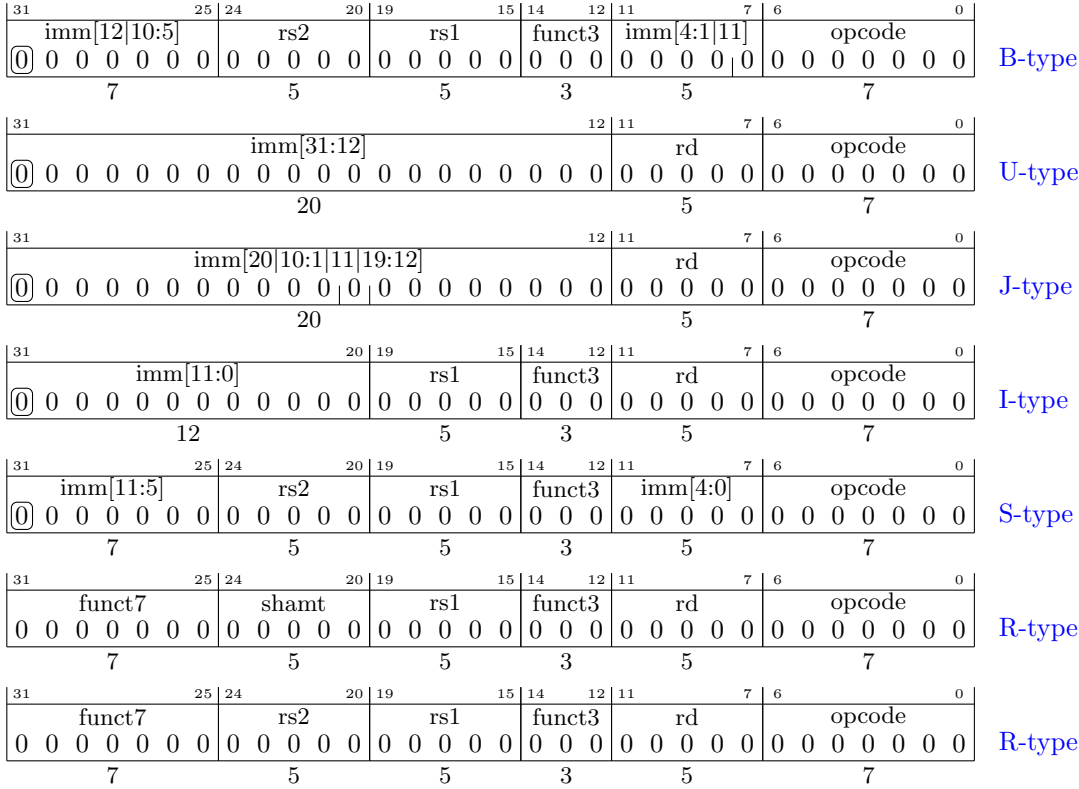 31 25 24 20 19 15 14 12 11 7 6 0
imm[12|10:5] rs2 rs1 funct3 imm[4:1|11] opcode
0 0 0 0 0 0 0 0 0 0 0 0 0 0 0 0 0 0 0 0 0 0 0 0 0 0 0 0 0 0 0 0 B-type
7 5 5 3 5 7
31 12 11 7 6 0
imm[31:12] rd opcode
0 0 0 0 0 0 0 0 0 0 0 0 0 0 0 0 0 0 0 0 0 0 0 0 0 0 0 0 0 0 0 0 U-type
20 5 7
31 12 11 7 6 0
imm[20|10:1|11|19:12] rd opcode
0 0 0 0 0 0 0 0 0 0 0 0 0 0 0 0 0 0 0 0 0 0 0 0 0 0 0 0 0 0 0 0 J-type
20 5 7
31 20 19 15 14 12 11 7 6 0
imm[11:0] rs1 funct3 rd opcode
0 0 0 0 0 0 0 0 0 0 0 0 0 0 0 0 0 0 0 0 0 0 0 0 0 0 0 0 0 0 0 0 I-type
12 5 3 5 7
31 25 24 20 19 15 14 12 11 7 6 0
imm[11:5] rs2 rs1 funct3 imm[4:0] opcode
0 0 0 0 0 0 0 0 0 0 0 0 0 0 0 0 0 0 0 0 0 0 0 0 0 0 0 0 0 0 0 0 S-type
7 5 5 3 5 7
31 25 24 20 19 15 14 12 11 7 6 0
funct7 shamt rs1 funct3 rd opcode
0 0 0 0 0 0 0 0 0 0 0 0 0 0 0 0 0 0 0 0 0 0 0 0 0 0 0 0 0 0 0 0 R-type
7 5 5 3 5 7
31 25 24 20 19 15 14 12 11 7 6 0
funct7 rs2 rs1 funct3 rd opcode
0 0 0 0 0 0 0 0 0 0 0 0 0 0 0 0 0 0 0 0 0 0 0 0 0 0 0 0 0 0 0 0 R-type
7 5 5 3 5 7